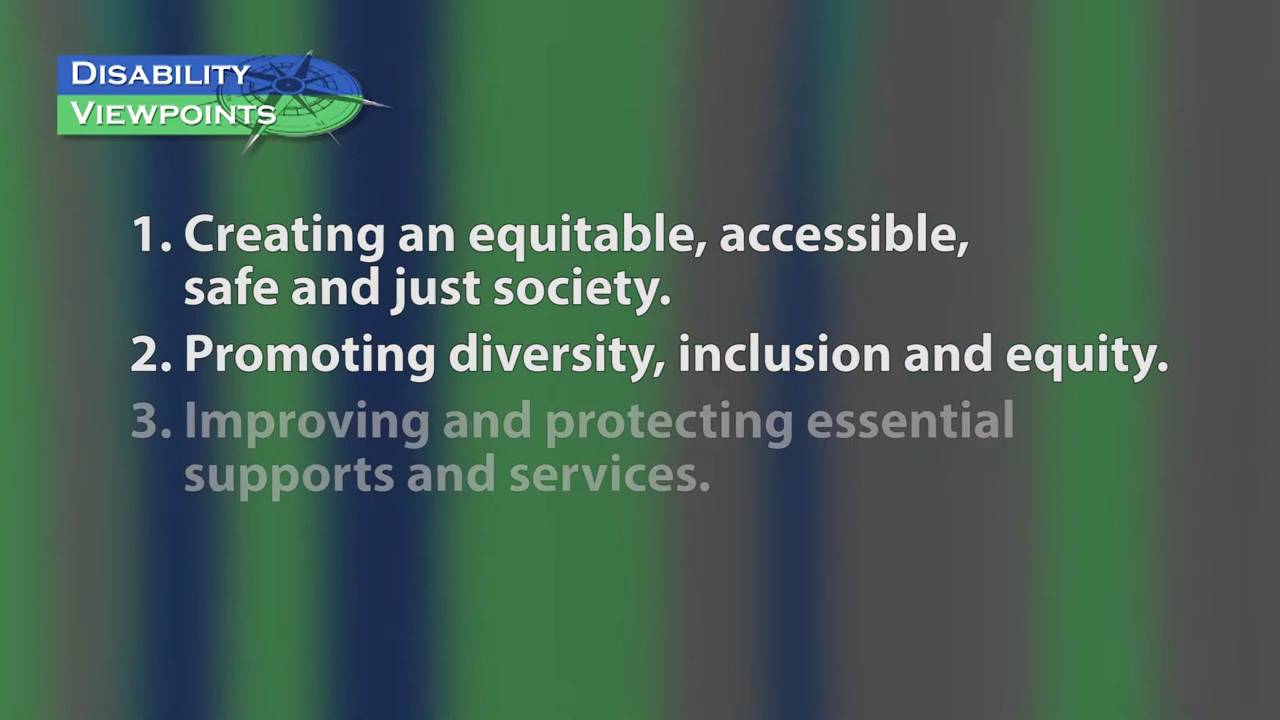 DISABILITY
VIEWPOINTS
1. Creating an equitable, accessible,
safe and just society.
2. Promoting diversity, inclusion and equity.
3. Improving and protecting essential
supports and services.